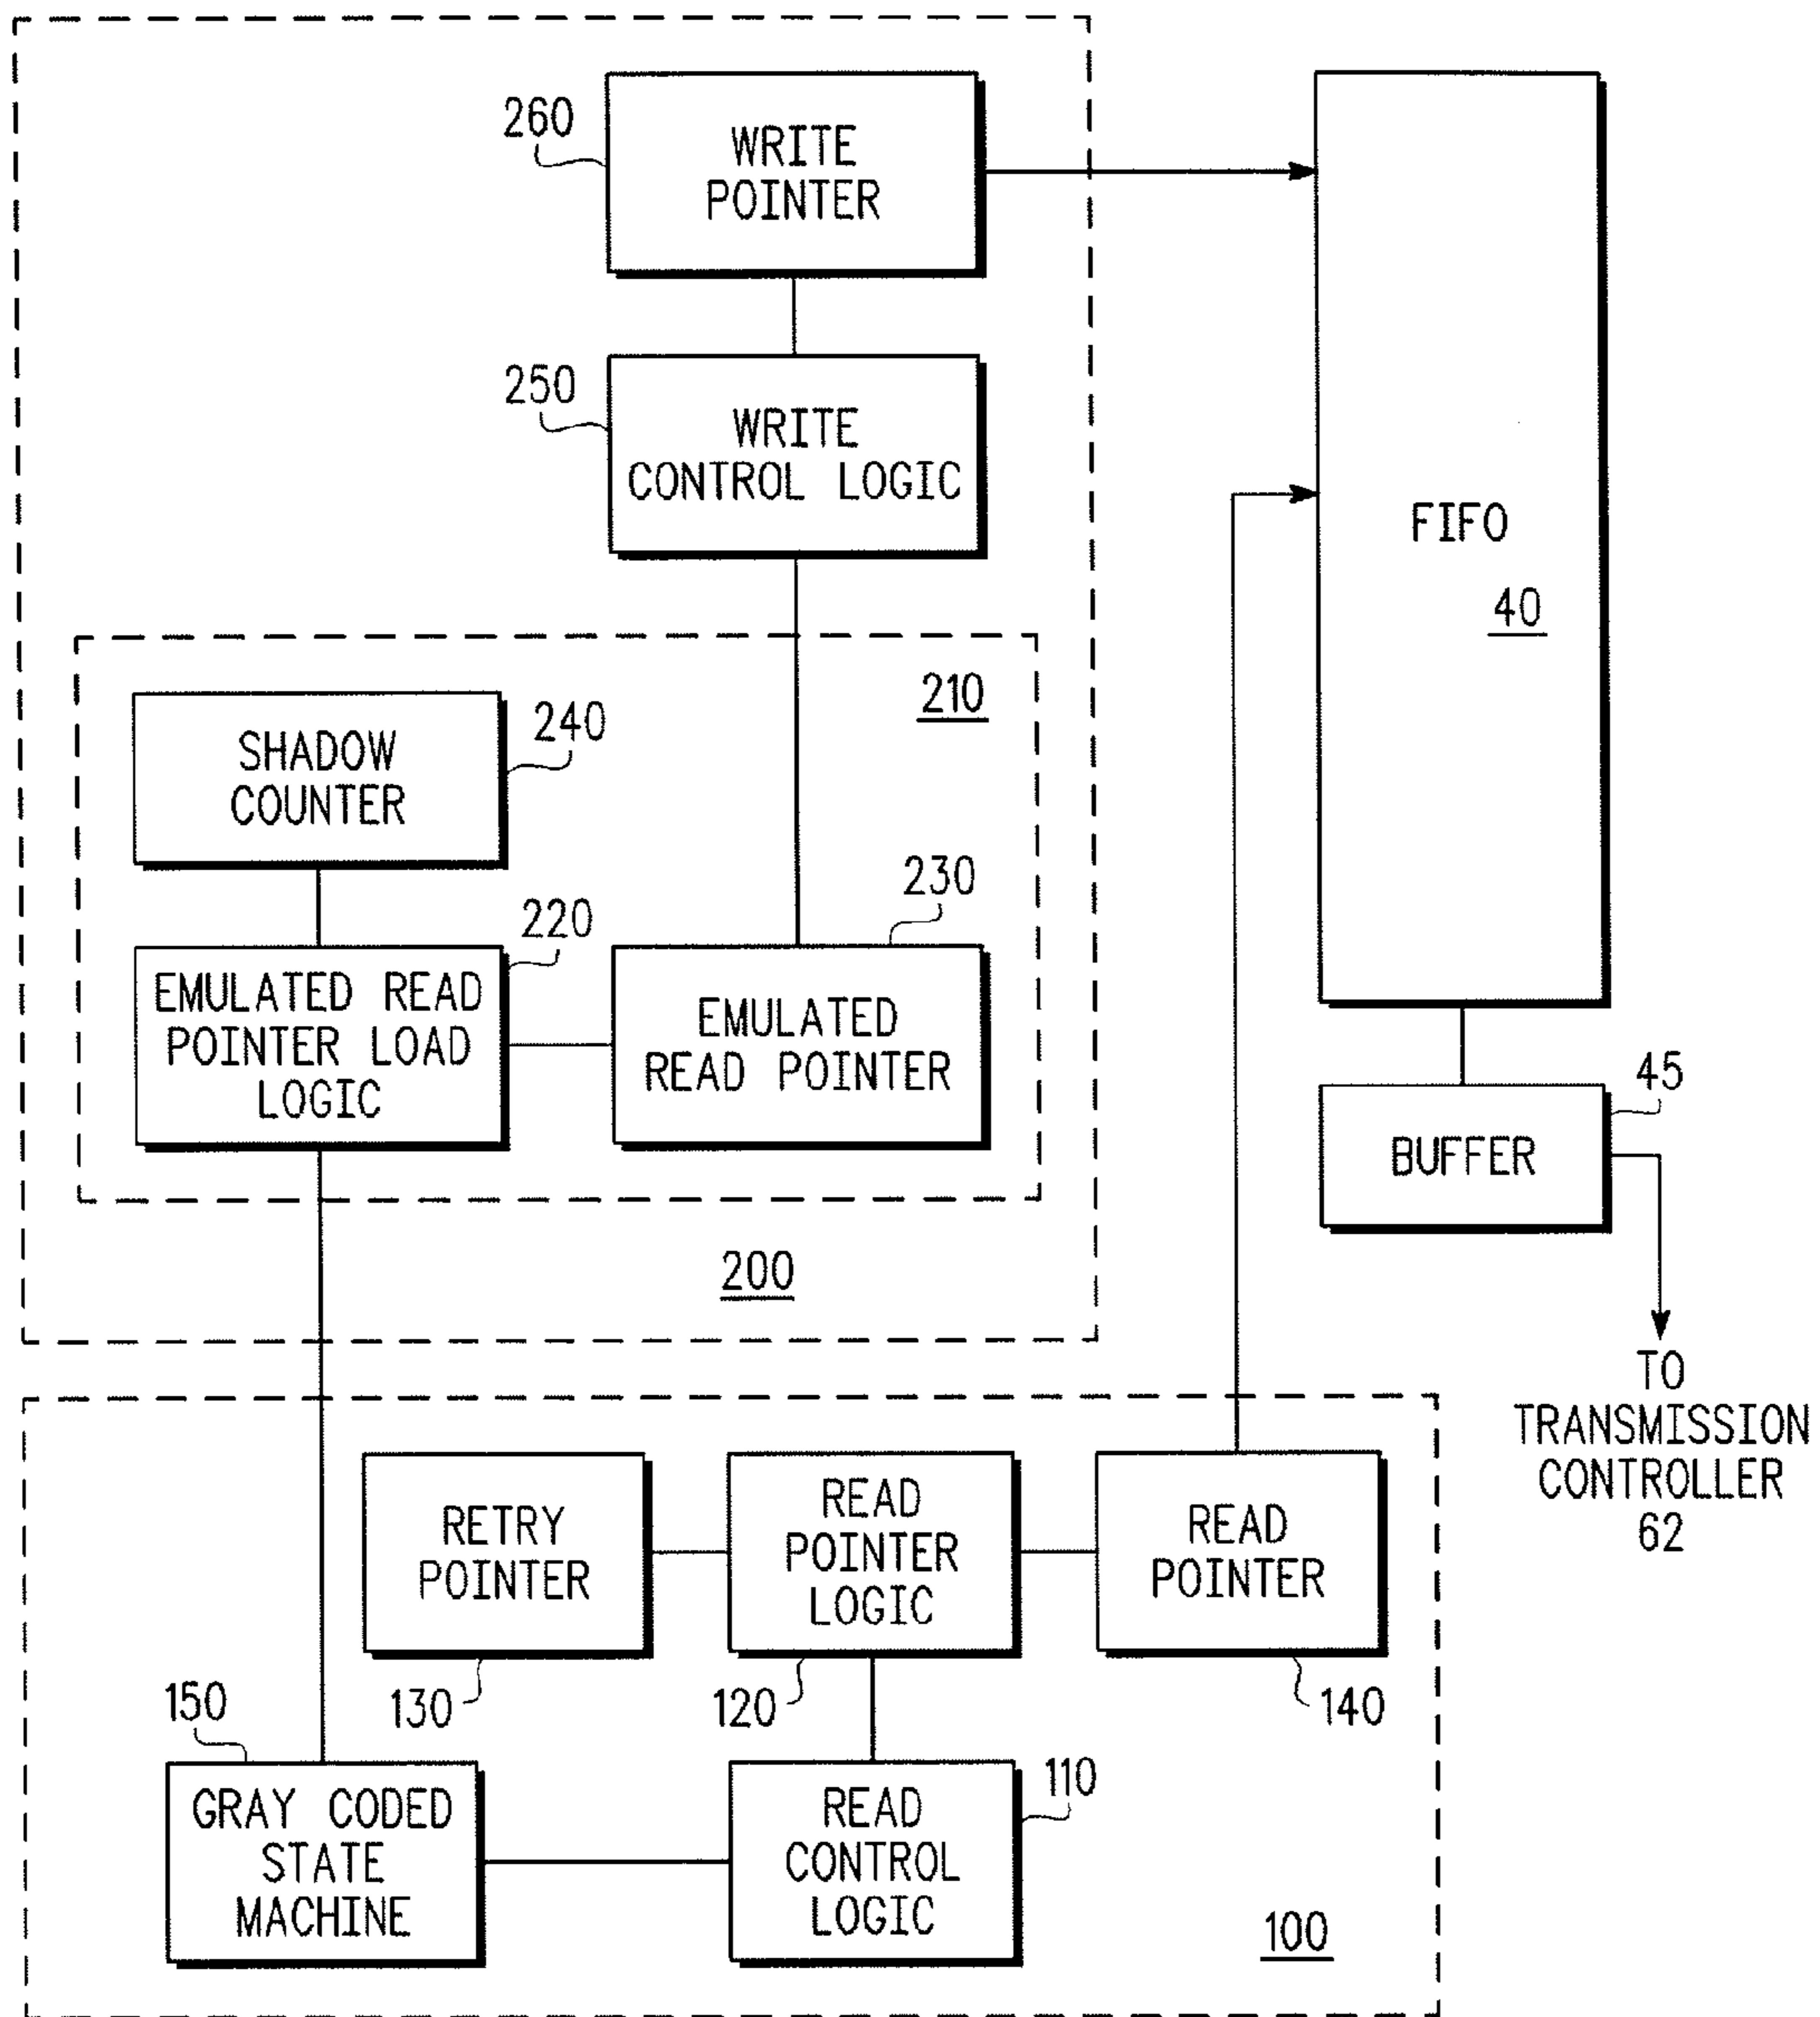 260
WRITE
POINTER
250
WRITE
CONTROL LOGIC
FIFO
40
210
SHADOW
COUNTER
240
230
220
EMULATED READ
POINTER LOAD
LOGIC
EMULATED
READ POINTER
45
BUFFER
200
TO
TRANSMISSION
CONTROLLER
62
RETRY
POINTER
READ
POINTER
LOGIC
READ
POINTER
130
120
140
150
GRAY CODED
STATE
MACHINE
READ
CONTROL
LOGIC
110
100